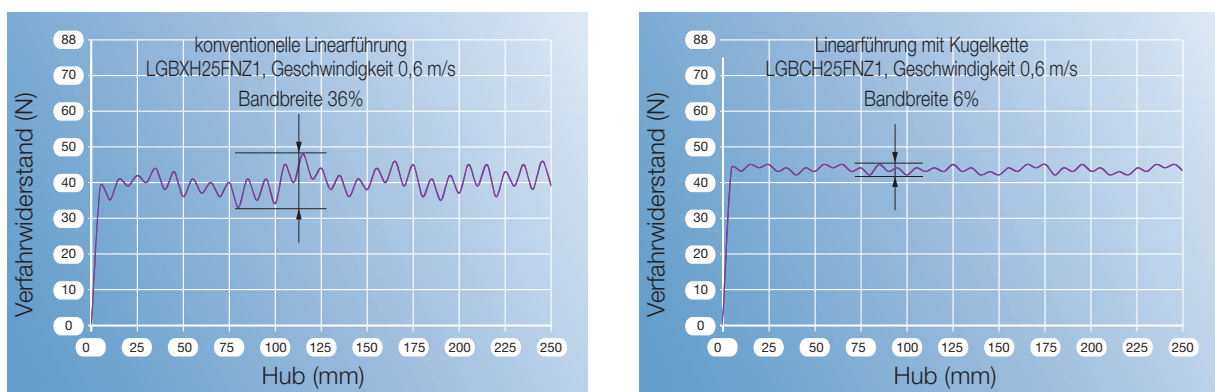 konventionelle Linearführung
LGBXH25FNZ1, Geschwindigkeit 0,6 m/s
Bandbreite 36%
Verfahrwiderstand (N)
88
70
60
50
40
30
20
10
0
0 25 50 75 100 125 150 175 200 225 250
Hub (mm)
Linearführung mit Kugelkette
LGBCH25FNZ1, Geschwindigkeit 0,6 m/s
Bandbreite 6%
Verfahrwiderstand (N)
88
70
60
50
40
30
20
10
0
0 25 50 75 100 125 150 175 200 225 250
Hub (mm)